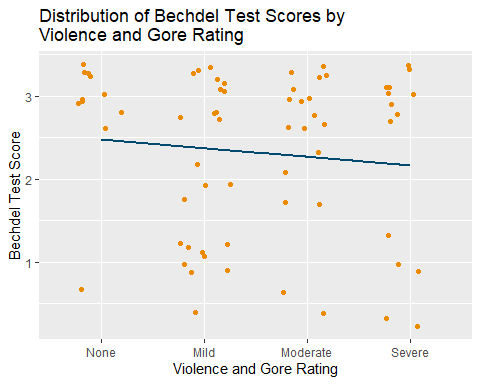 Distribution of Bechdel Test Scores by
Violence and Gore Rating
Bechdel Test Score
3
2
1
None Mild Moderate Severe
Violence and Gore Rating